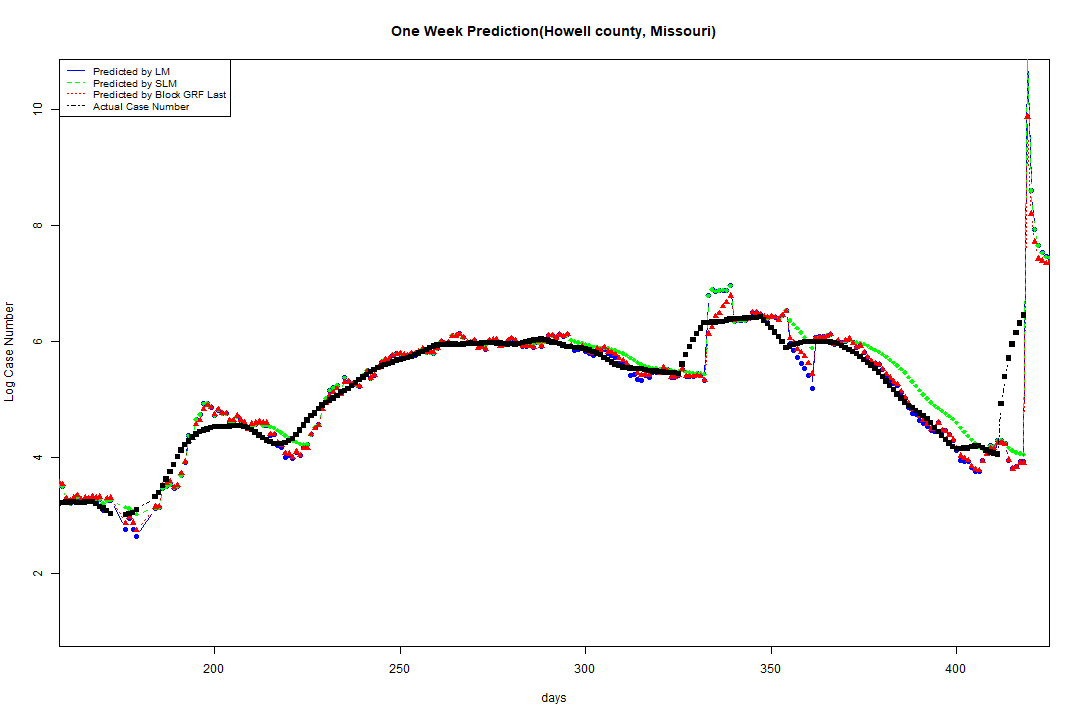 One Week Prediction(Howell county, Missouri)
Predicted by LM
Predicted by SLM
Predicted by Block GRF Last
Actual Case Number
Log Case Number
10
8
6
4
2
200 250 300 350 400
days